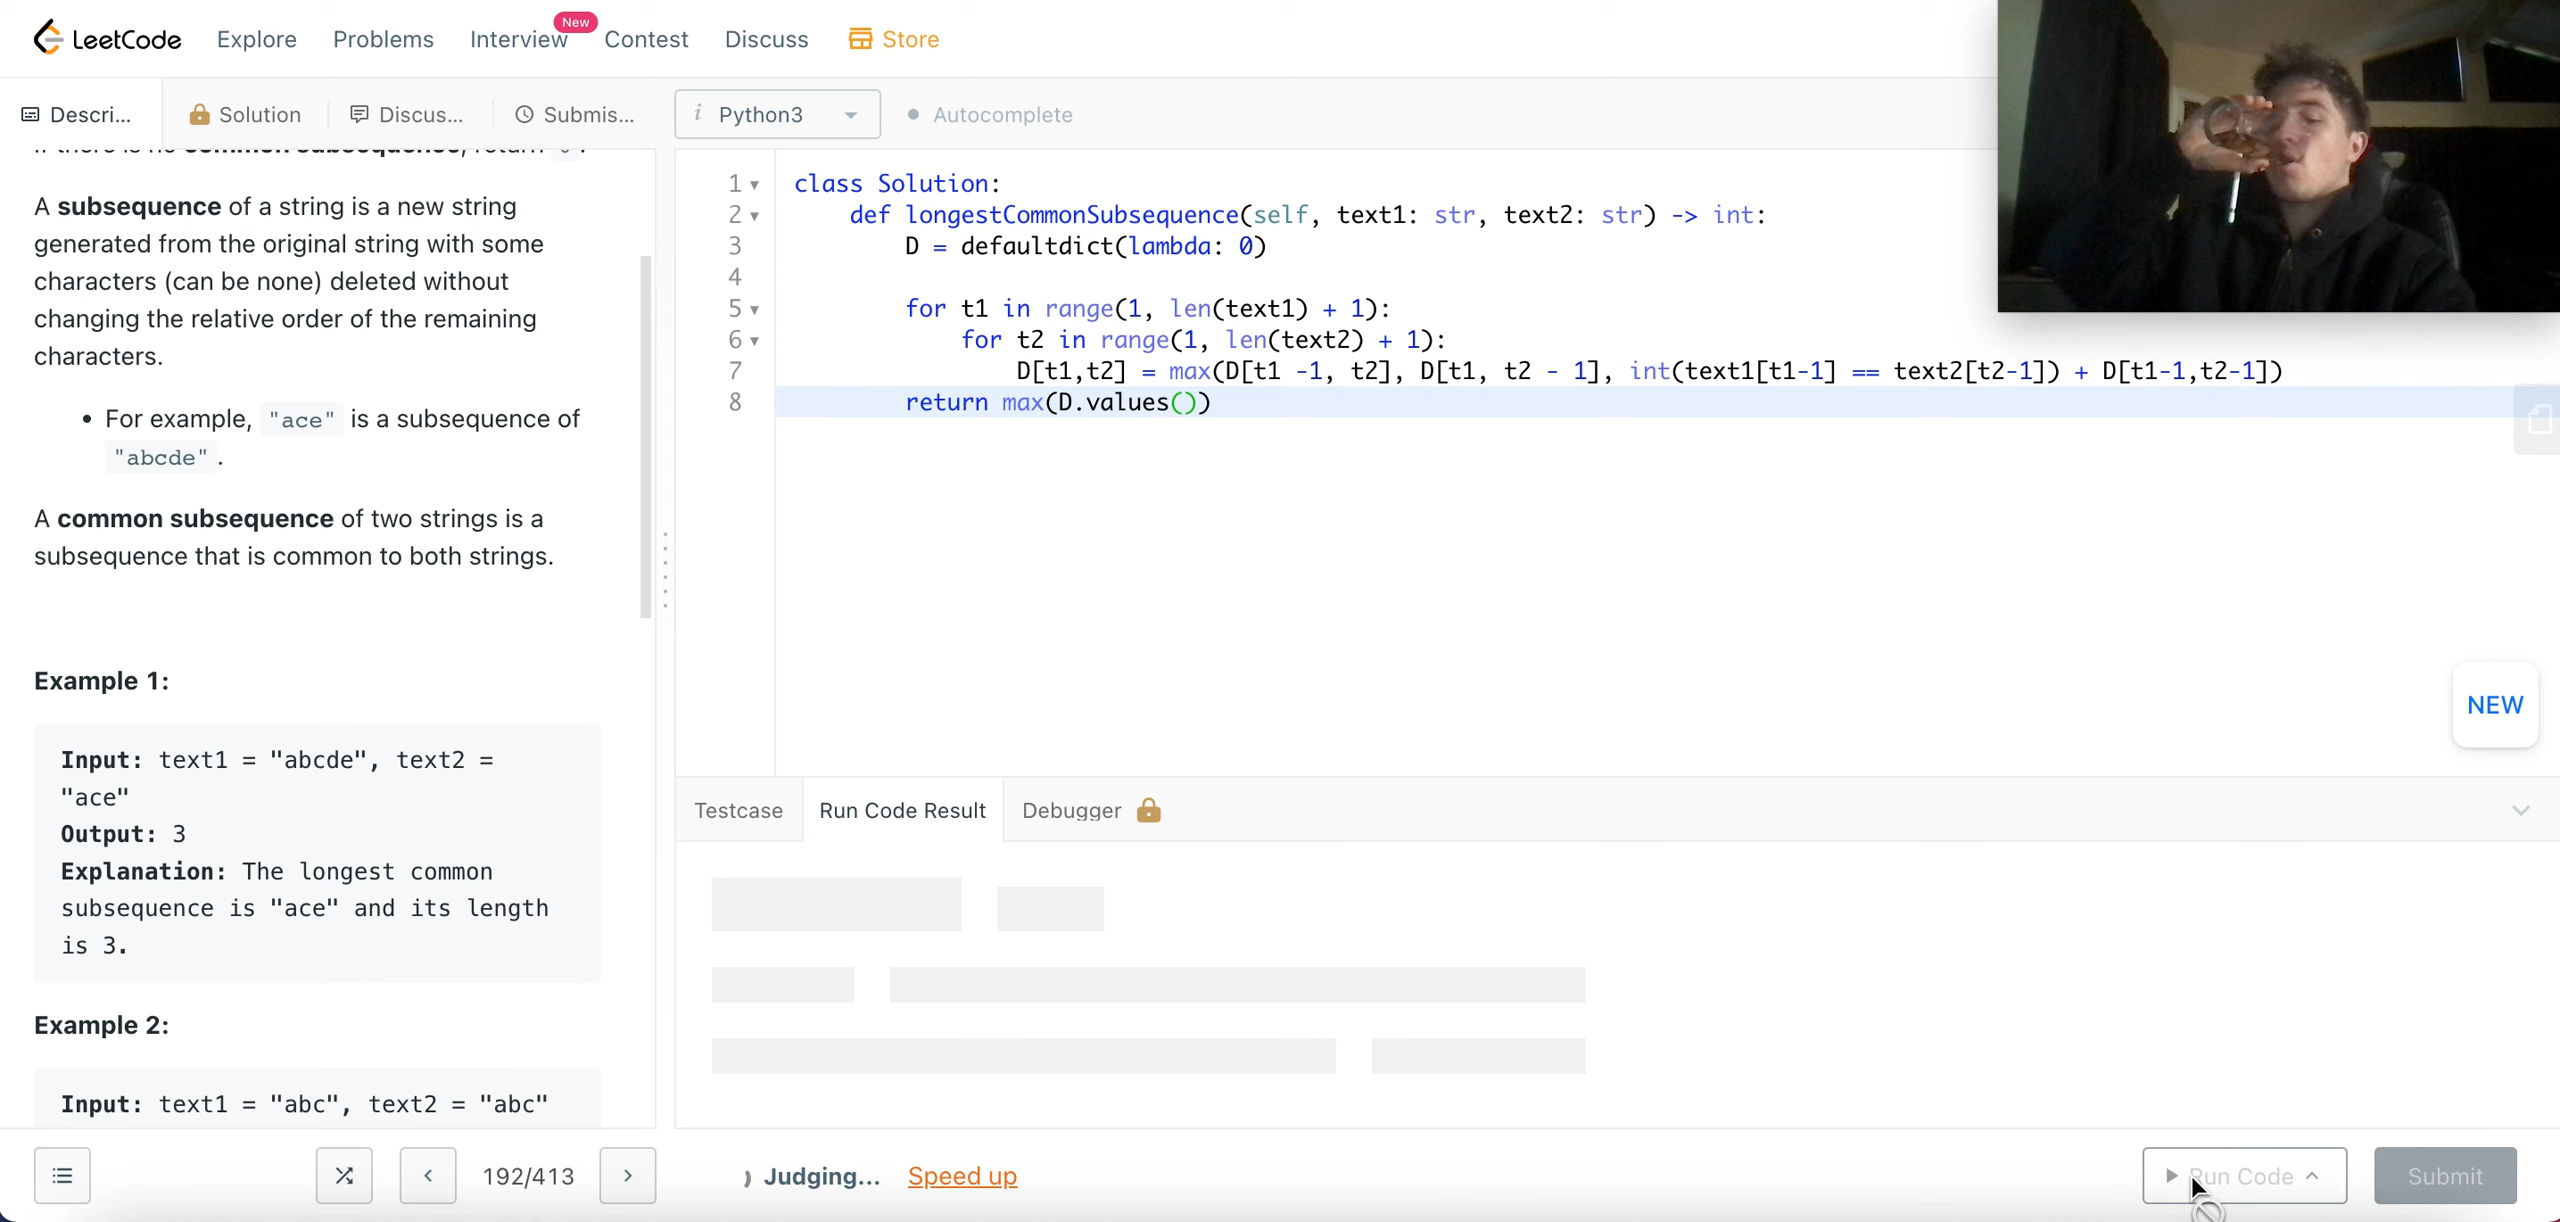 LeetCode
Explore
Problems
Interview
New
Contest
Discuss
Store
Descri...
Solution
Discus...
Submis...
i Python3
Autocomplete
A subsequence of a string is a new string
generated from the original string with some
characters (can be none) deleted without
changing the relative order of the remaining
characters.
• For example, "ace" is a subsequence of
"abcde".
A common subsequence of two strings is a
subsequence that is common to both strings.
Example 1:
Input: text1 = "abcde", text2 =
"ace"
Output: 3
Explanation: The longest common
subsequence is "ace" and its length
is 3.
Example 2:
Input: text1 = "abc", text2 = "abc"
192/413
1 class Solution:
2 def longestCommonSubsequence(self, text1: str, text2: str) -> int:
3 D = defaultdict(lambda: 0)
4
5 for t1 in range(1, len(text1) + 1):
6 for t2 in range(1, len(text2) + 1):
7 D[t1,t2] = max(D[t1 -1, t2], D[t1, t2 - 1], int(text1[t1-1] == text2[t2-1]) + D[t1-1,t2-1])
8 return max(D.values())
NEW
Testcase
Run Code Result
Debugger
Judging...
Speed up
Run Code
Submit